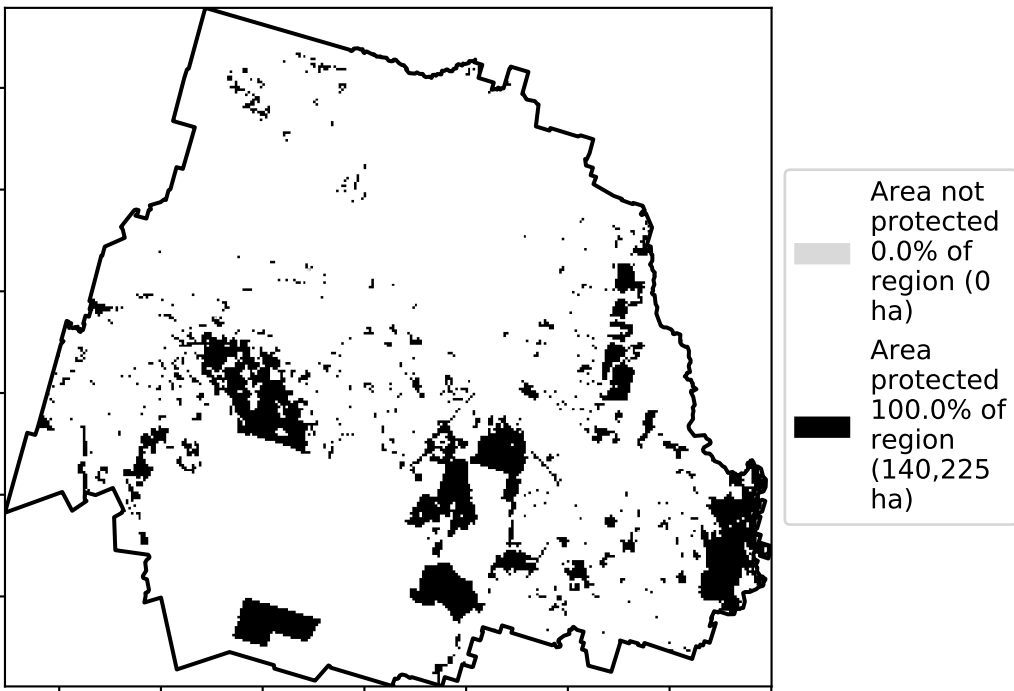 Area not
protected
0.0% of
region (0
ha)
Area
protected
100.0% of
region
(140,225
ha)